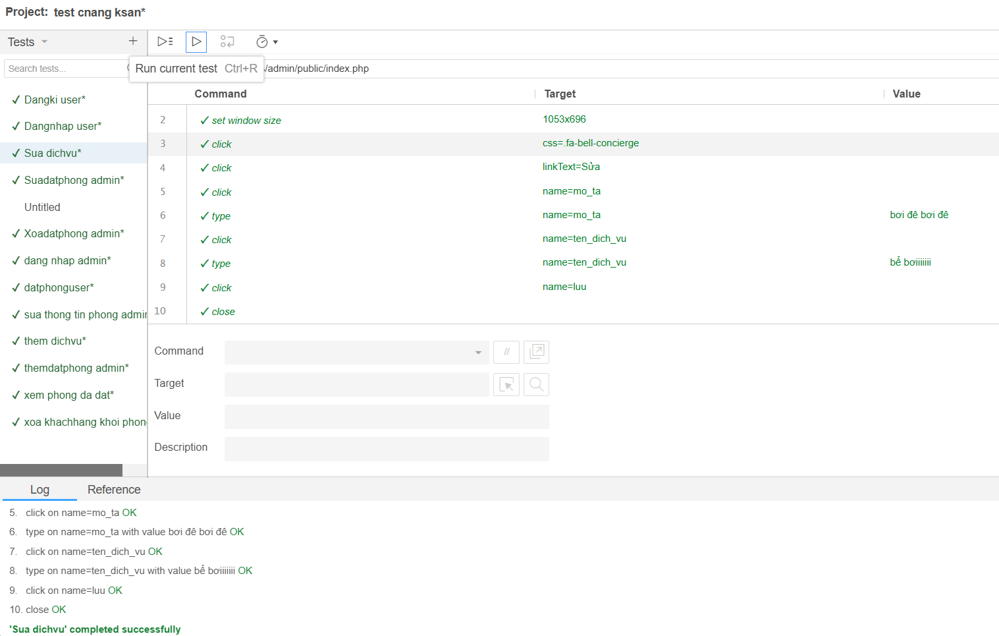 Project: test cnang ksan*
Tests
Search tests...
Run current test Ctrl+R
/admin/public/index.php
Command Target Value
✓ Dangki user*
✓ Dangnhap user*
✓ Sua dichvu*
✓ Suadatphong admin*
Untitled
✓ Xoadatphong admin*
✓ dang nhap admin*
✓ datphonguser*
✓ sua thong tin phong admin
✓ them dichvu*
✓ themdatphong admin*
✓ xem phong da dat*
✓ xoa khachhang khoi phon
2 ✓ set window size 1053x696
3 ✓ click css=.fa-bell-concierge
4 ✓ click linkText=Sửa
5 ✓ click name=mo_ta
6 ✓ type name=mo_ta bơi đê bơi đê
7 ✓ click name=ten_dich_vu
8 ✓ type name=ten_dich_vu bể bơiiiiiii
9 ✓ click name=luu
10 ✓ close
Command //
Target
Value
Description
Log Reference
5. click on name=mo_ta OK
6. type on name=mo_ta with value bơi đê bơi đê OK
7. click on name=ten_dich_vu OK
8. type on name=ten_dich_vu with value bể bơiiiiiii OK
9. click on name=luu OK
10. close OK
'Sua dichvu' completed successfully